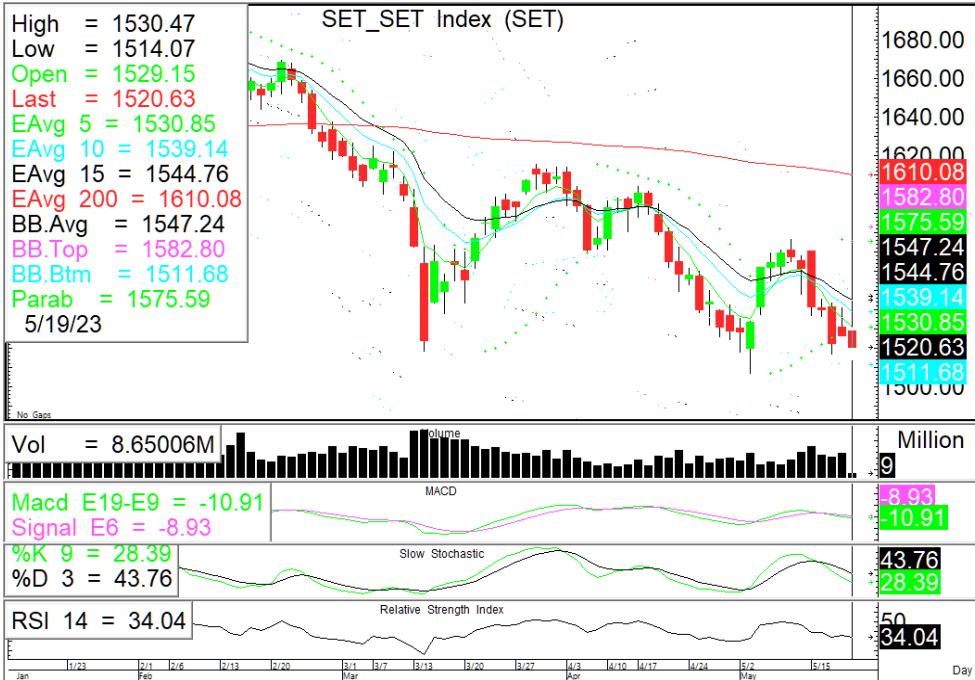 SET_SET Index (SET)
High = 1530.47
Low = 1514.07
Open = 1529.15
Last = 1520.63
EAvg 5 = 1530.85
EAvg 10 = 1539.14
EAvg 15 = 1544.76
EAvg 200 = 1610.08
BB.Avg = 1547.24
BB.Top = 1582.80
BB.Btm = 1511.68
Parab = 1575.59
5/19/23
1680.00
1660.00
1640.00
1620.00
1610.08
1582.80
1575.59
1547.24
1544.76
1539.14
1530.85
1520.63
1511.68
1500.00
No Gaps
Volume
Vol = 8.65006M
Million
9
MACD
Macd E19-E9 = -10.91
Signal E6 = -8.93
-8.93
-10.91
Slow Stochastic
%K 9 = 28.39
%D 3 = 43.76
43.76
28.39
Relative Strength Index
RSI 14 = 34.04
50
34.04
1/23 2/1 2/6 2/13 2/20 3/1 3/7 3/13 3/20 3/27 4/3 4/10 4/17 4/24 5/2 5/15
Jan Feb Mar Apr May Day